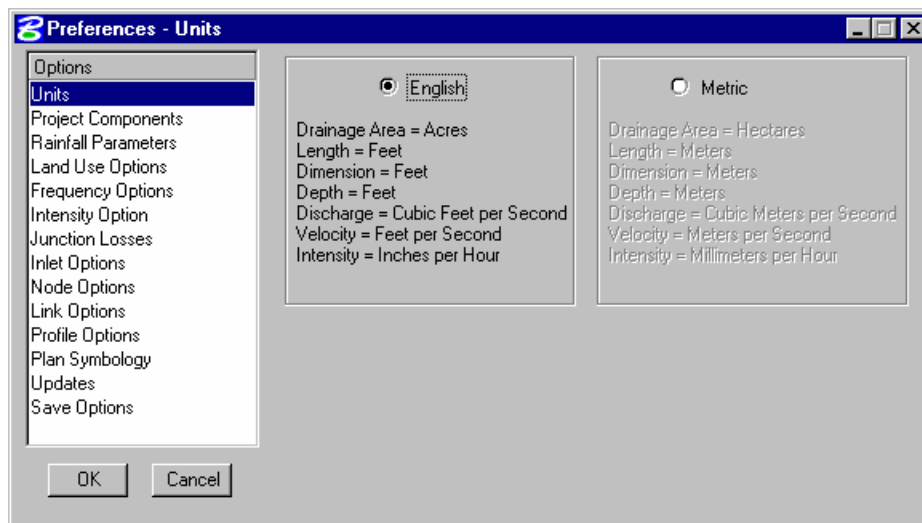 Preferences - Units
Options
Units
Project Components
Rainfall Parameters
Land Use Options
Frequency Options
Intensity Option
Junction Losses
Inlet Options
Node Options
Link Options
Profile Options
Plan Symbology
Updates
Save Options
OK
Cancel
English
Drainage Area = Acres
Length = Feet
Dimension = Feet
Depth = Feet
Discharge = Cubic Feet per Second
Velocity = Feet per Second
Intensity = Inches per Hour
Metric
Drainage Area = Hectares
Length = Meters
Dimension = Meters
Depth = Meters
Discharge = Cubic Meters per Second
Velocity = Meters per Second
Intensity = Millimeters per Hour